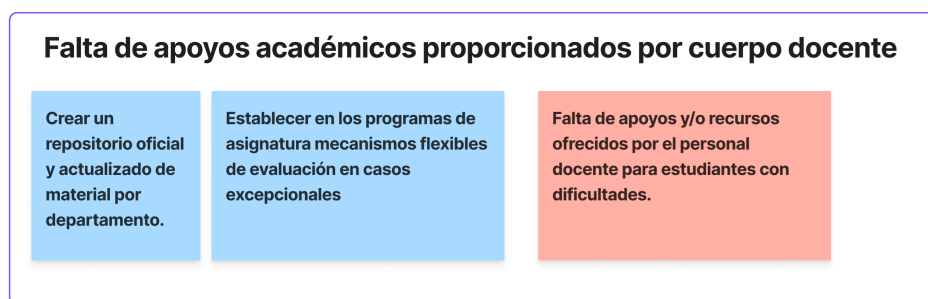 Falta de apoyos académicos proporcionados por cuerpo docente
Crear un
repositorio oficial
y actualizado de
material por
departamento.
Establecer en los programas de
asignatura mecanismos flexibles
de evaluación en casos
excepcionales
Falta de apoyos y/o recursos
ofrecidos por el personal
docente para estudiantes con
dificultades.